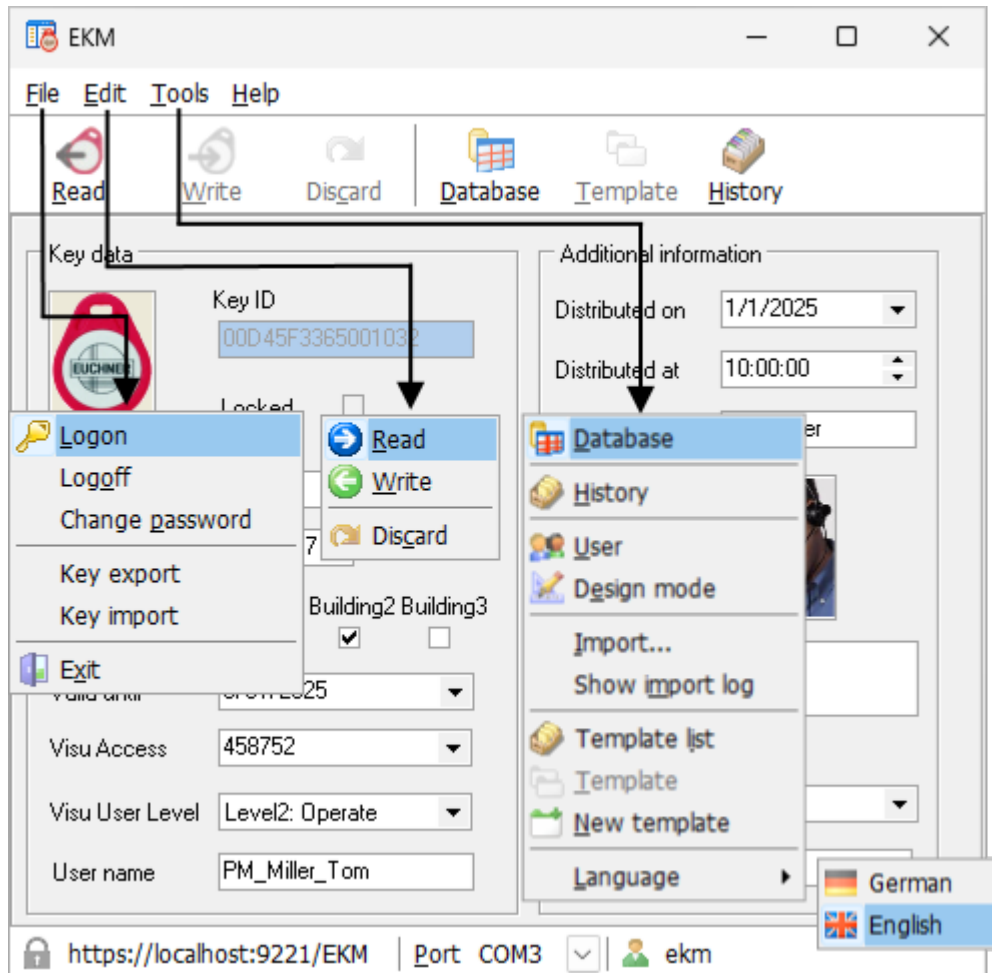 EKM
File Edit Tools Help
Read Write Discard Database Template History
Key data
Key ID
00D45F3365001032
EUCHNER
Locked
7
Building2 Building3
Valid until
2025
Visu Access 458752
Visu User Level Level2: Operate
User name PM_Miller_Tom
Additional information
Distributed on 1/1/2025
Distributed at 10:00:00
er
Logon
Logoff
Change password
Key export
Key import
Exit
Read
Write
Discard
Database
History
User
Design mode
Import...
Show import log
Template list
Template
New template
Language
German
English
https://localhost:9221/EKM Port COM3 ekm